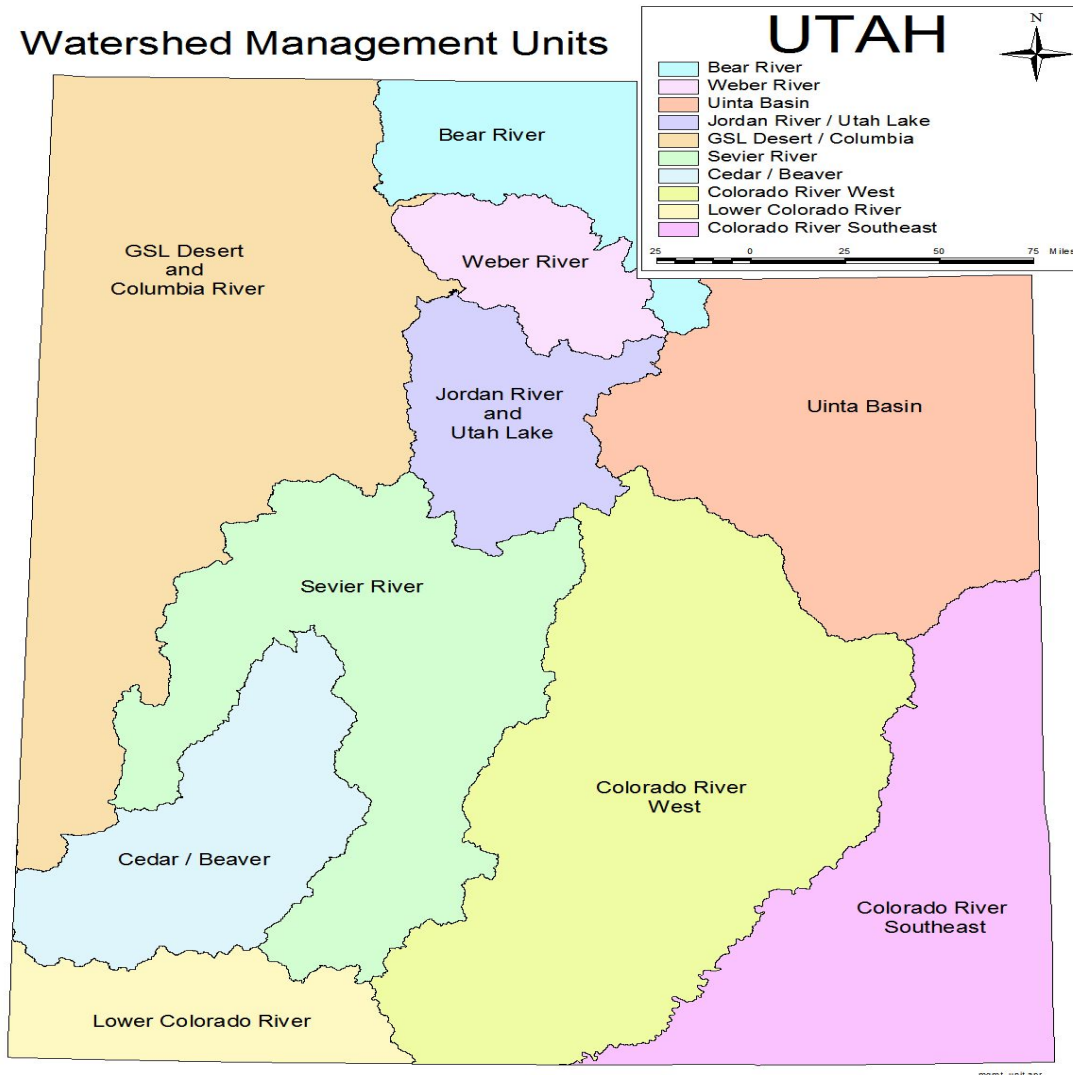 Watershed Management Units
UTAH
N
Bear River
Weber River
Uinta Basin
Jordan River / Utah Lake
GSL Desert / Columbia
Sevier River
Cedar / Beaver
Colorado River West
Lower Colorado River
Colorado River Southeast
25 0 25 50 75 Miles
Bear River
GSL Desert
and
Columbia River
Weber River
Jordan River
and
Utah Lake
Uinta Basin
Sevier River
Colorado River
West
Cedar / Beaver
Colorado River
Southeast
Lower Colorado River